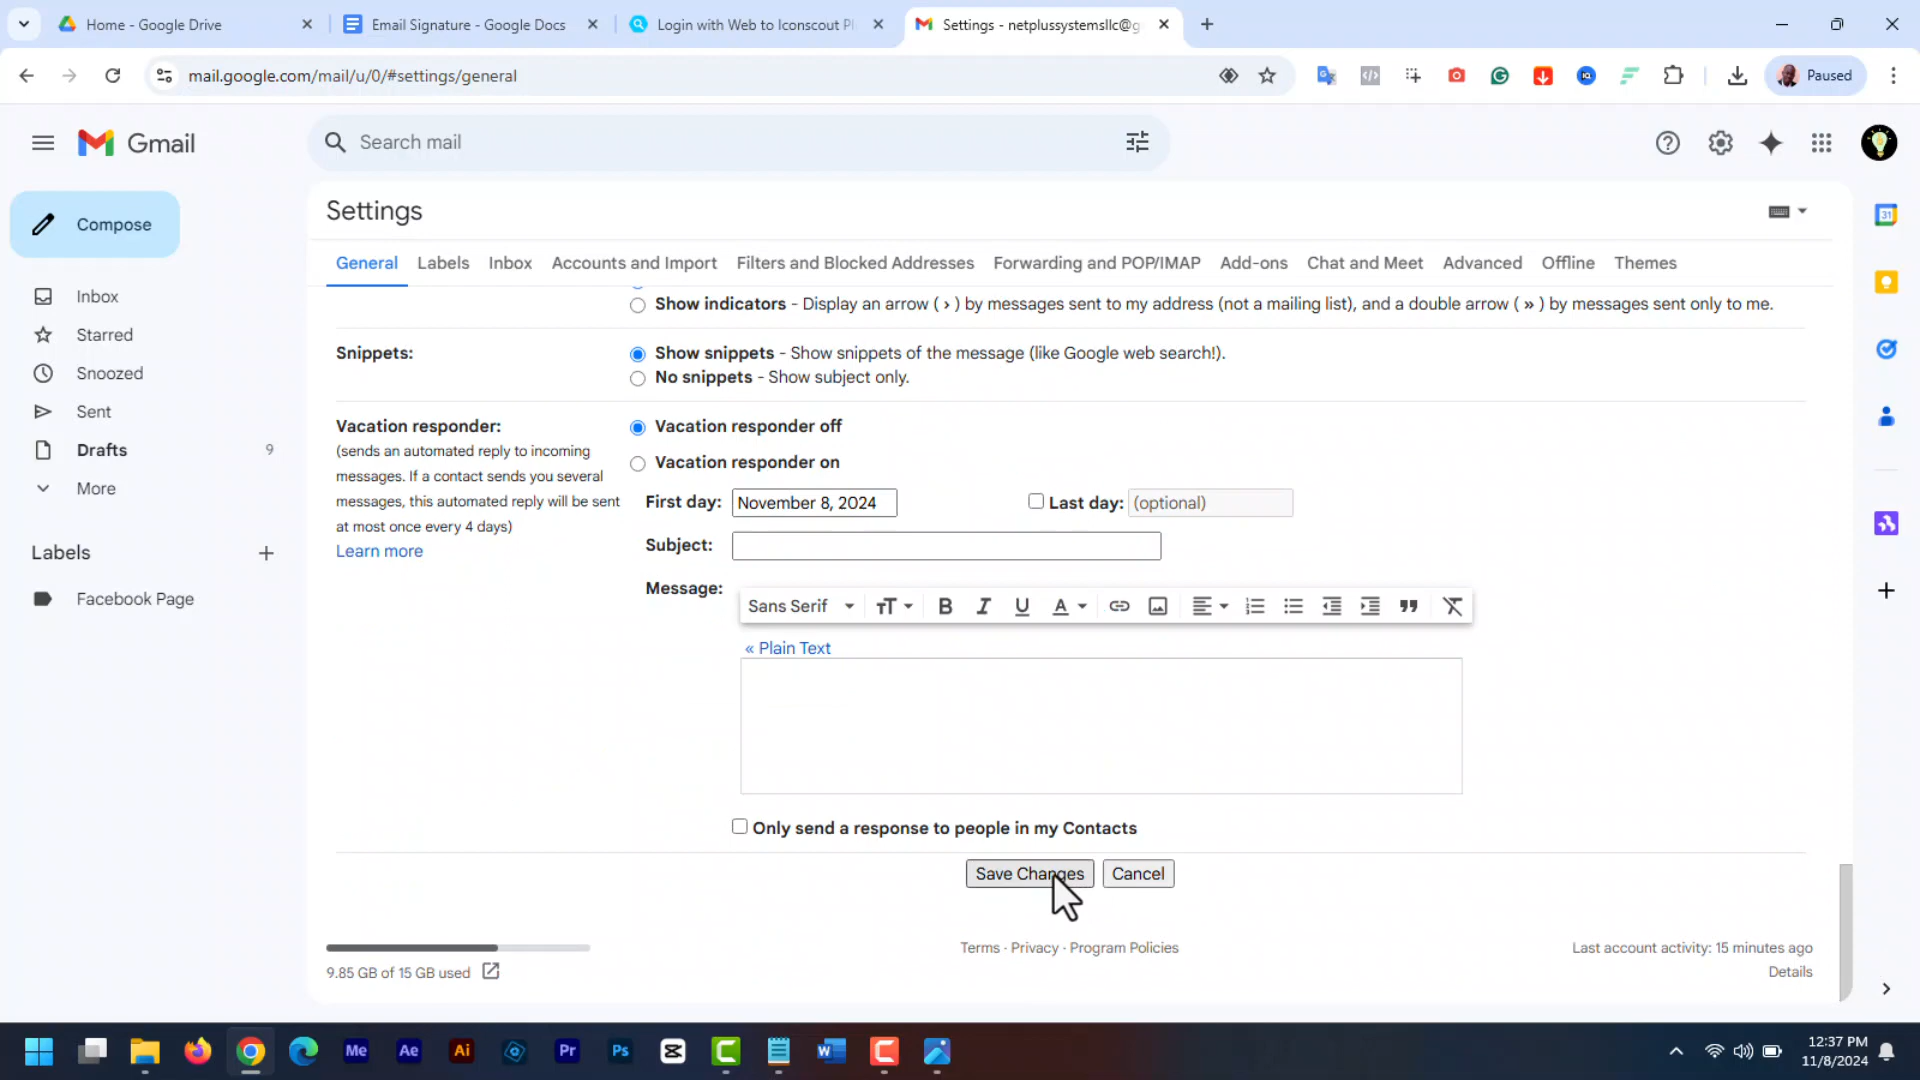 Home - Google Drive
Email Signature - Google Docs
Login with Web to Iconscout Pl
Settings - netplussystemsllc@g
mail.google.com/mail/u/0/#settings/general
Paused
Gmail
Search mail
Compose
Inbox
Starred
Snoozed
Sent
Drafts 9
More
Labels
Facebook Page
Settings
General Labels Inbox Accounts and Import Filters and Blocked Addresses Forwarding and POP/IMAP Add-ons Chat and Meet Advanced Offline Themes
Show indicators - Display an arrow ( › ) by messages sent to my address (not a mailing list), and a double arrow ( » ) by messages sent only to me.
Snippets:
Show snippets - Show snippets of the message (like Google web search!).
No snippets - Show subject only.
Vacation responder:
(sends an automated reply to incoming
messages. If a contact sends you several
messages, this automated reply will be sent
at most once every 4 days)
Learn more
Vacation responder off
Vacation responder on
First day: November 8, 2024 Last day: (optional)
Subject:
Message:
Sans Serif
« Plain Text
Only send a response to people in my Contacts
Save Changes Cancel
9.85 GB of 15 GB used
Terms · Privacy · Program Policies
Last account activity: 15 minutes ago
Details
31
Me Ae Ai Pr Ps
12:37 PM
11/8/2024